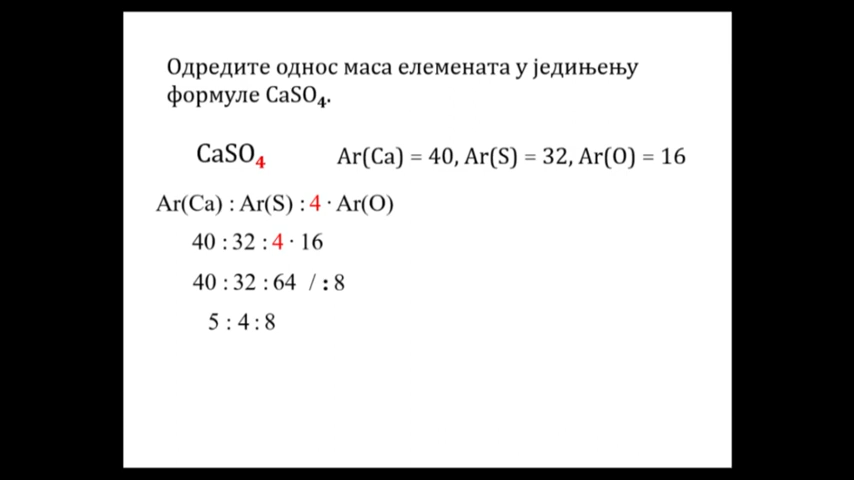 Одредите однос маса елемената у једињењу
формуле CaSO₄.
CaSO₄ Ar(Ca) = 40, Ar(S) = 32, Ar(O) = 16
Ar(Ca) : Ar(S) : 4 · Ar(O)
40 : 32 : 4 · 16
40 : 32 : 64 / : 8
5 : 4 : 8